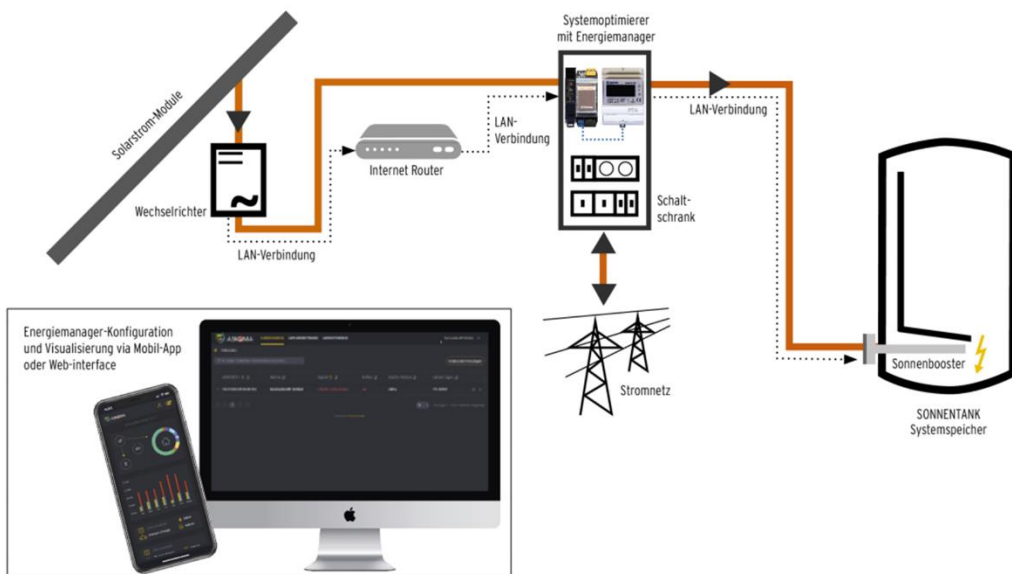 Systemoptimierer
mit Energiemanager
Solarstrom-Module
LAN-Verbindung
LAN-
Verbindung
Internet Router
Wechselrichter
LAN-Verbindung
Schalt-
schrank
Stromnetz
Sonnenbooster
SONNENTANK
Systemspeicher
Energiemanager-Konfiguration
und Visualisierung via Mobil-App
oder Web-interface